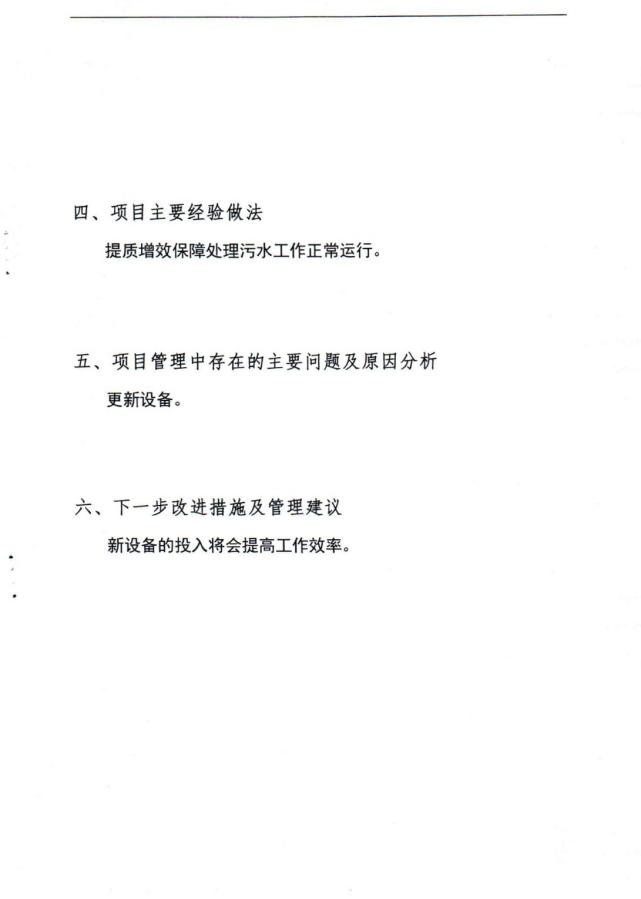 四、项目主要经验做法
提质增效保障处理污水工作正常运行。
五、项目管理中存在的主要问题及原因分析
更新设备。
六、下一步改进措施及管理建议
新设备的投入将会提高工作效率。